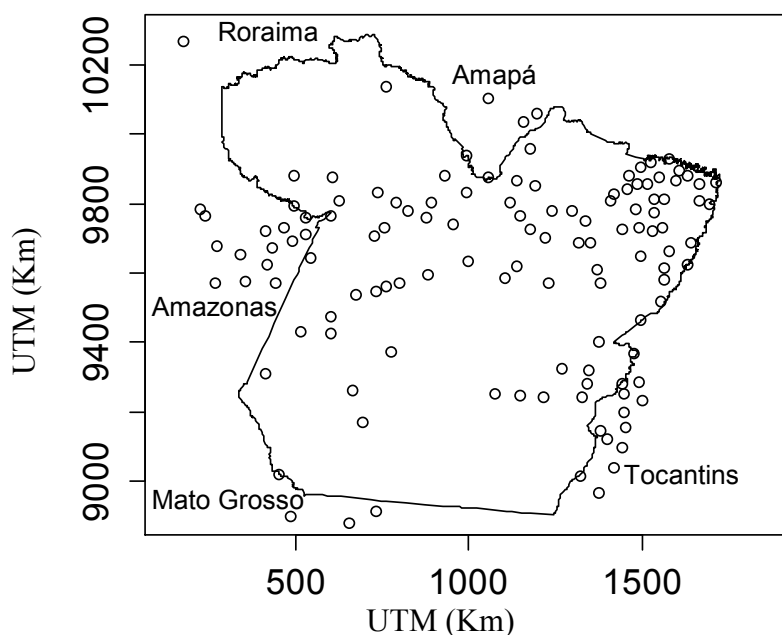 Roraima
Amapá
Amazonas
Mato Grosso
Tocantins
UTM (Km)
10200
9800
9400
9000
500
1000
1500
UTM (Km)